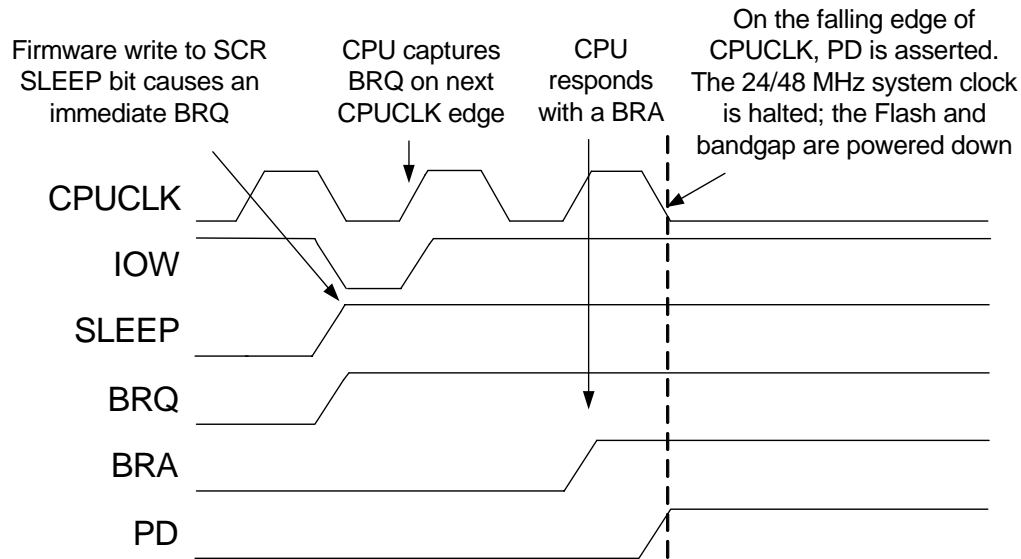 Firmware write to SCR
SLEEP bit causes an
immediate BRQ
CPU captures
BRQ on next
CPUCLK edge
CPU
responds
with a BRA
On the falling edge of
CPUCLK, PD is asserted.
The 24/48 MHz system clock
is halted; the Flash and
bandgap are powered down
CPUCLK
IOW
SLEEP
BRQ
BRA
PD